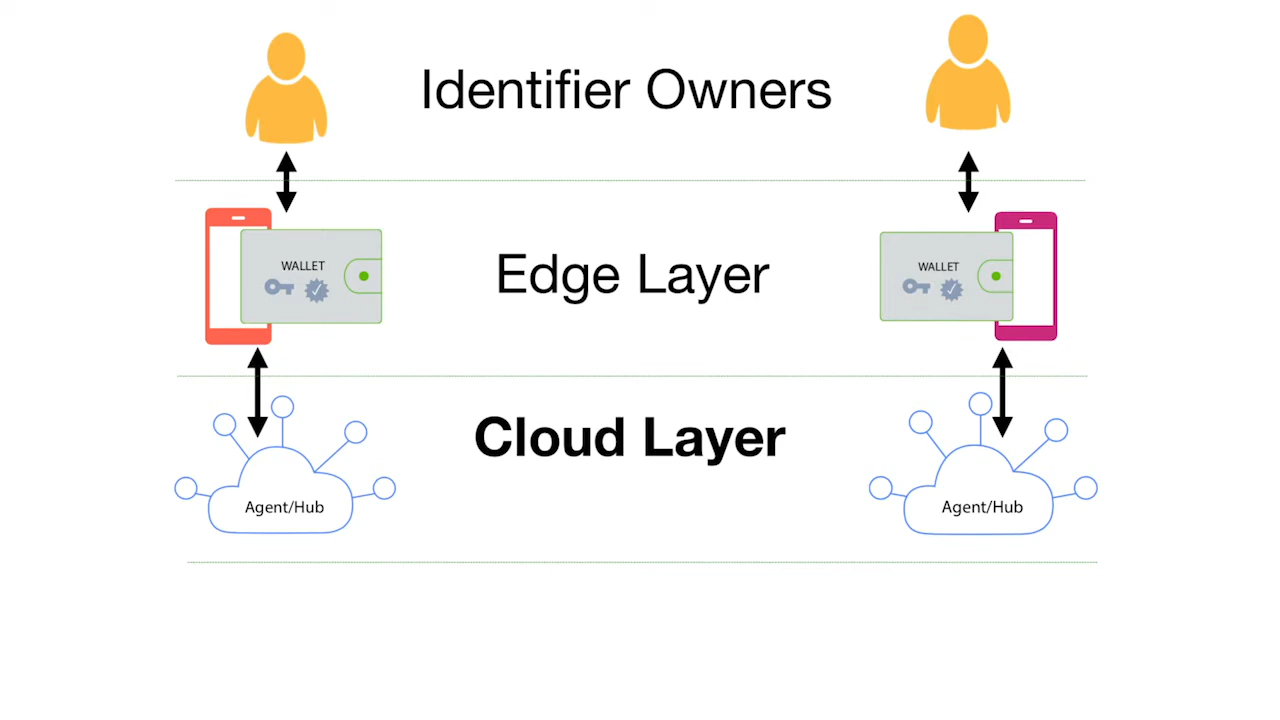 Identifier Owners
WALLET
Edge Layer
WALLET
Cloud Layer
Agent/Hub
Agent/Hub